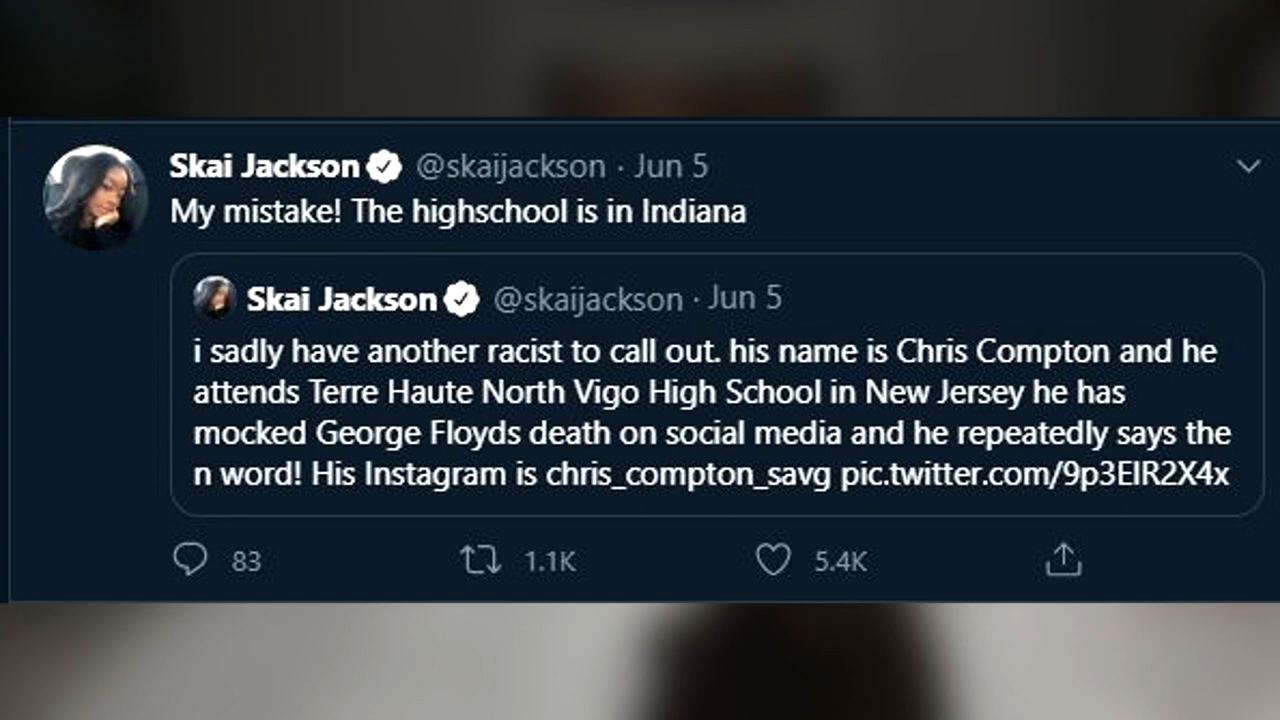 Skai Jackson @skaijackson · Jun 5
My mistake! The highschool is in Indiana
Skai Jackson @skaijackson · Jun 5
i sadly have another racist to call out. his name is Chris Compton and he
attends Terre Haute North Vigo High School in New Jersey he has
mocked George Floyds death on social media and he repeatedly says the
n word! His Instagram is chris_compton_savg pic.twitter.com/9p3EIR2X4x
83 1.1K 5.4K